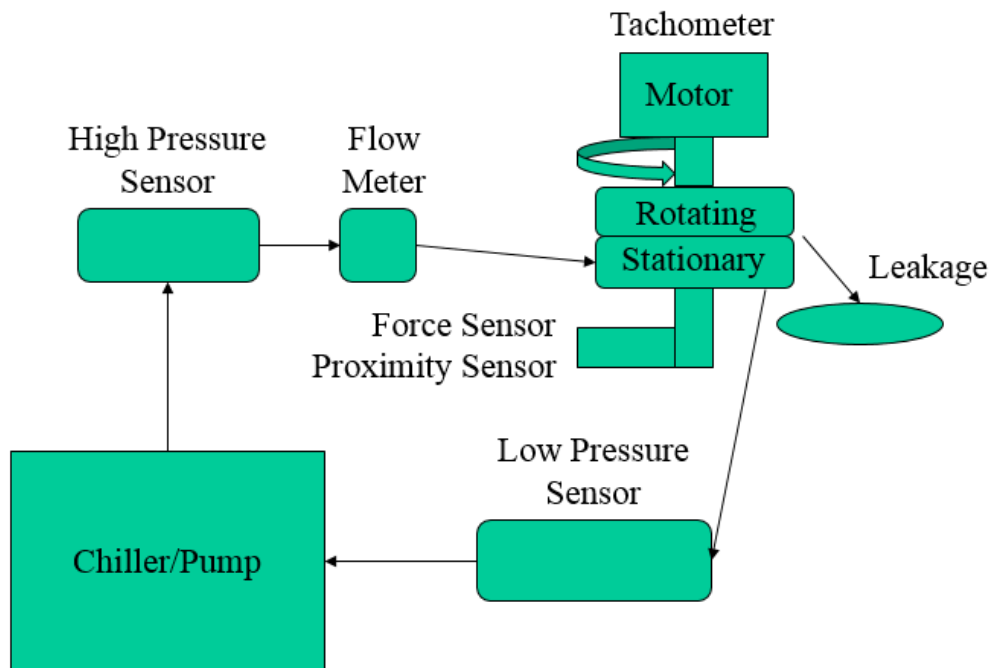 Tachometer
Motor
High Pressure
Sensor
Flow
Meter
Rotating
Stationary
Leakage
Force Sensor
Proximity Sensor
Low Pressure
Sensor
Chiller/Pump